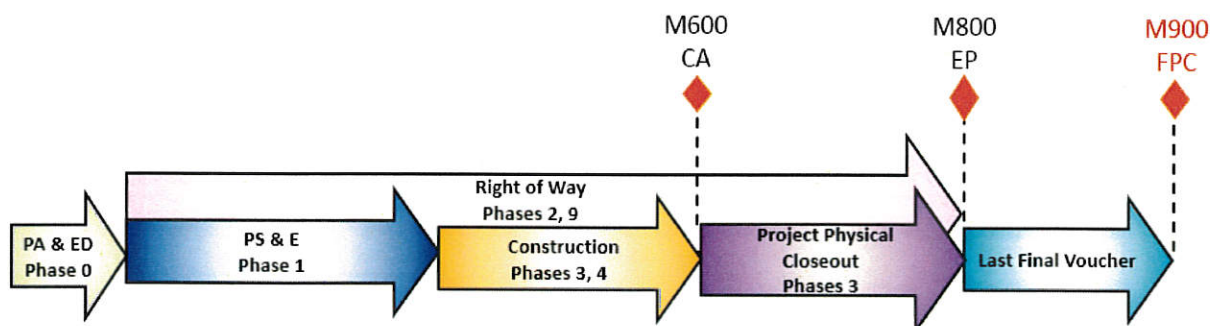 M600
CA
M800
EP
M900
FPC
Right of Way
Phases 2, 9
PA & ED
Phase 0
PS & E
Phase 1
Construction
Phases 3, 4
Project Physical
Closeout
Phases 3
Last Final Voucher